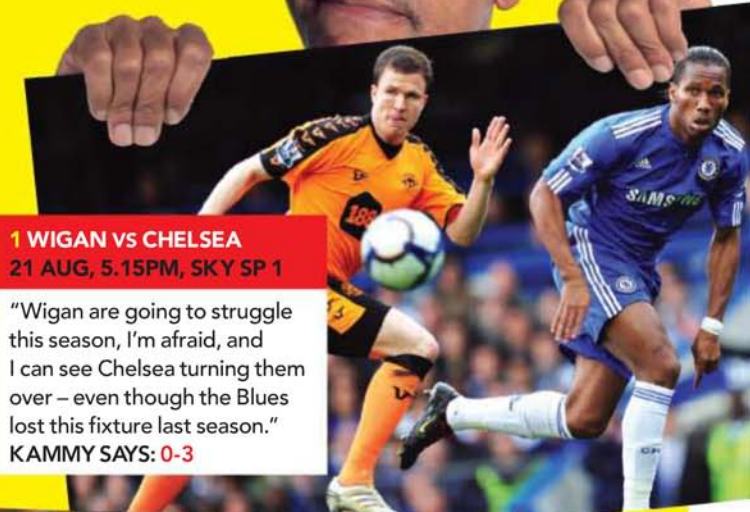 1 WIGAN VS CHELSEA
21 AUG, 5.15PM, SKY SP 1
"Wigan are going to struggle
this season, I'm afraid, and
I can see Chelsea turning them
over – even though the Blues
lost this fixture last season."
KAMMY SAYS: 0-3
188
SAMSUNG